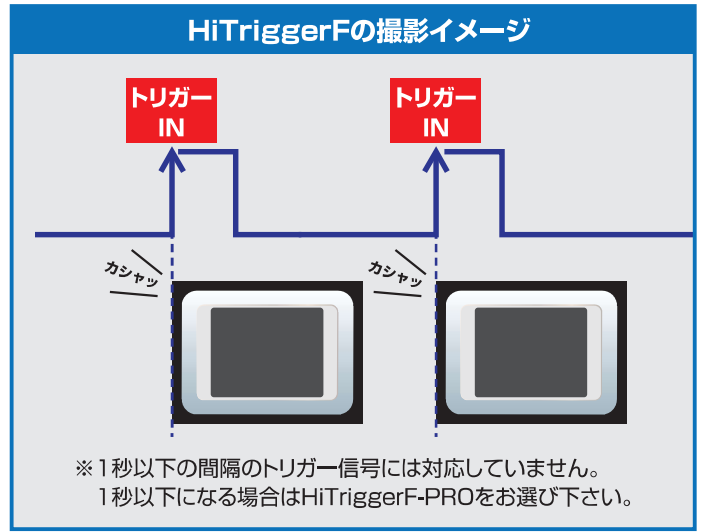 HiTriggerFの撮影イメージ
トリガー
IN
トリガー
IN
カシャッ
カシャッ
※1秒以下の間隔のトリガー信号には対応していません。
1秒以下になる場合はHiTriggerF-PROをお選び下さい。